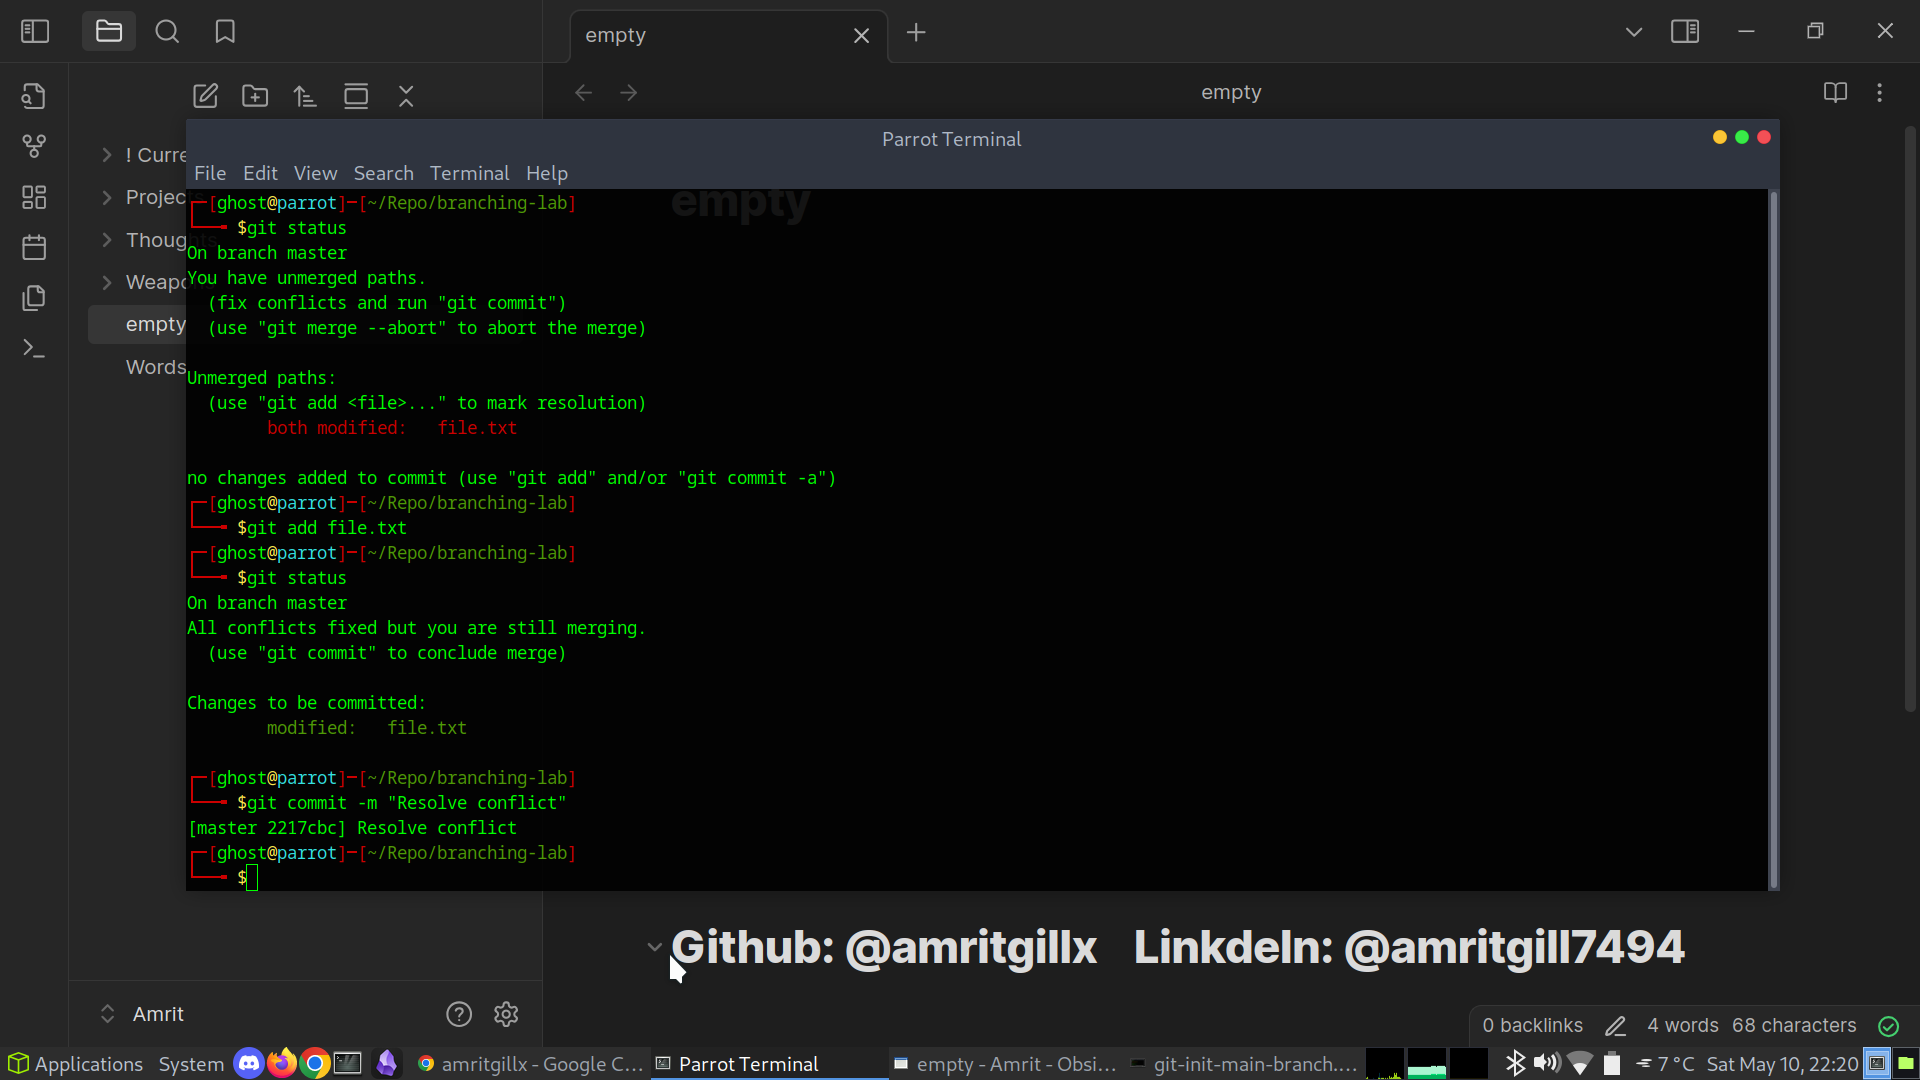 empty
empty
! Curre
Projec
Though
Weapo
empty
Words
Parrot Terminal
File Edit View Search Terminal Help
empty
[ghost@parrot]─[~/Repo/branching-lab]
$git status
On branch master
You have unmerged paths.
(fix conflicts and run "git commit")
(use "git merge --abort" to abort the merge)
Unmerged paths:
(use "git add <file>..." to mark resolution)
both modified: file.txt
no changes added to commit (use "git add" and/or "git commit -a")
[ghost@parrot]─[~/Repo/branching-lab]
$git add file.txt
[ghost@parrot]─[~/Repo/branching-lab]
$git status
On branch master
All conflicts fixed but you are still merging.
(use "git commit" to conclude merge)
Changes to be committed:
modified: file.txt
[ghost@parrot]─[~/Repo/branching-lab]
$git commit -m "Resolve conflict"
[master 2217cbc] Resolve conflict
[ghost@parrot]─[~/Repo/branching-lab]
$
Github: @amritgillx Linkdeln: @amritgill7494
Amrit
0 backlinks 4 words 68 characters
Applications System amritgillx - Google C... Parrot Terminal empty - Amrit - Obsi... git-init-main-branch.... 7 °C Sat May 10, 22:20